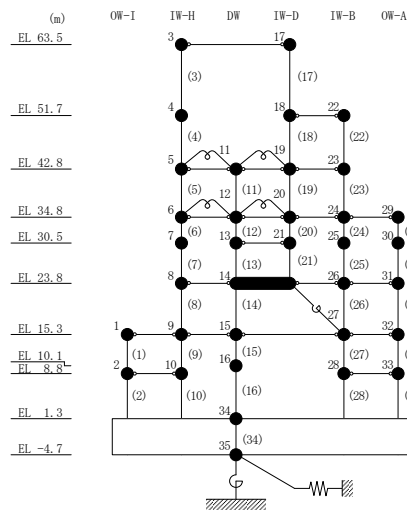 (m) OW-I IW-H DW IW-D IW-B OW-A
EL 63.5 3 17
(3) (17)
EL 51.7 4 18 22
(4) 11 19 (18) (22)
EL 42.8 5 23
(5) 12 (11) 20 (19) (23)
EL 34.8 6 24 29
(6) (12) (20) (24)
EL 30.5 7 13 21 25 30
(7) (13) (21) (25)
EL 23.8 8 14 26 31
(8) (14) 27 (26)
EL 15.3 1 9 15 32
(1) (9) (15) (27)
EL 10.1 16
EL 8.8 2 10 28 33
(2) (10) (16) (28)
EL 1.3 34
(34)
EL -4.7 35